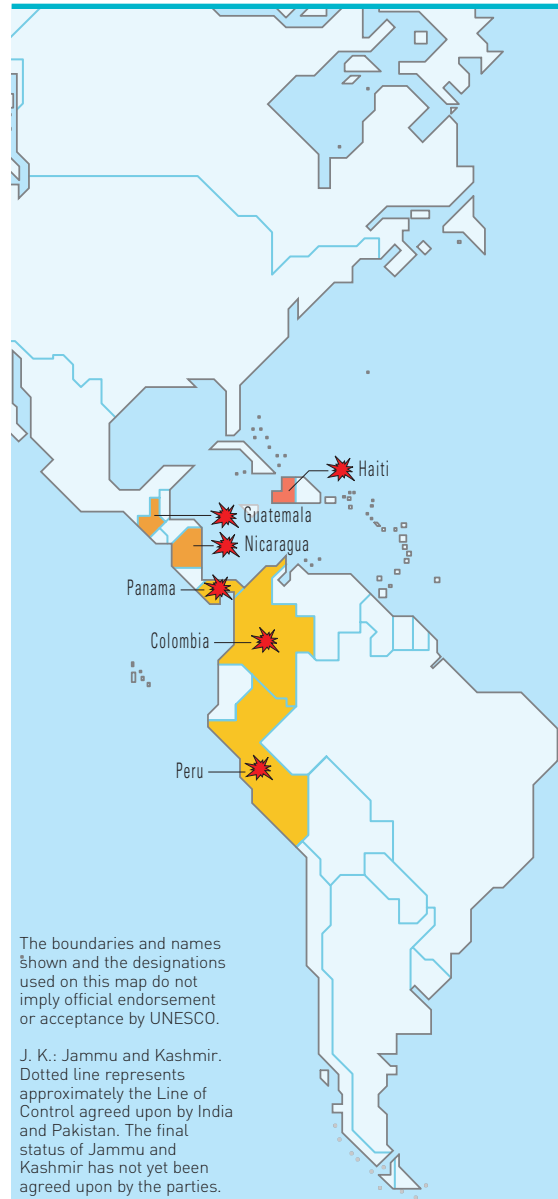 Haiti
Guatemala
Nicaragua
Panama
Colombia
Peru
The boundaries and names
shown and the designations
used on this map do not
imply official endorsement
or acceptance by UNESCO.
J. K.: Jammu and Kashmir.
Dotted line represents
approximately the Line of
Control agreed upon by India
and Pakistan. The final
status of Jammu and
Kashmir has not yet been
agreed upon by the parties.